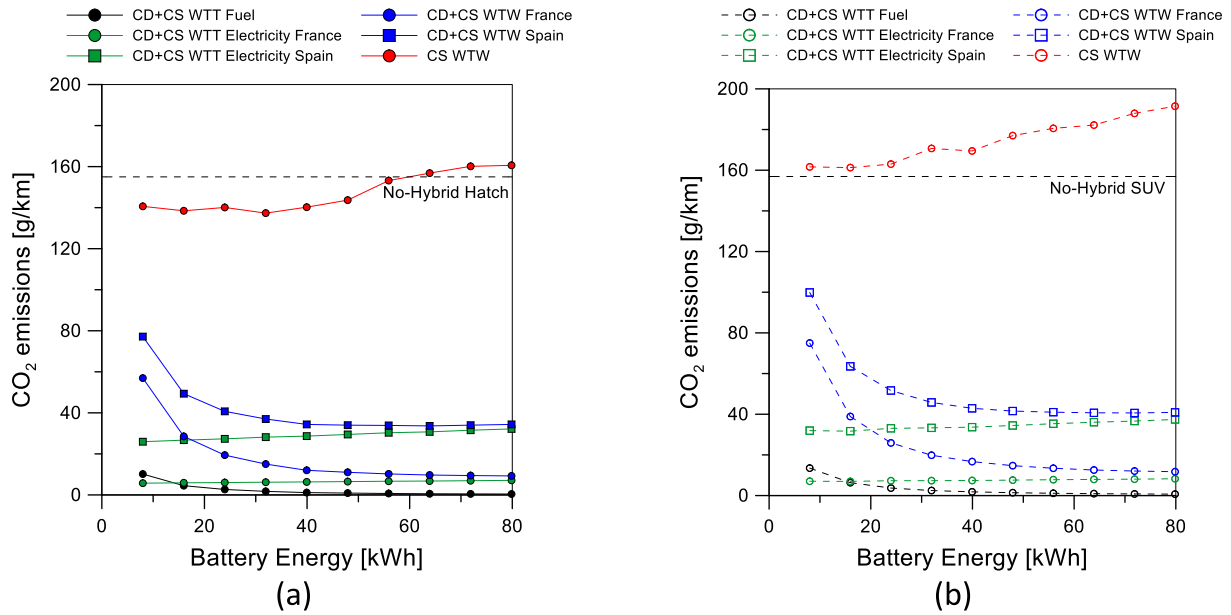 CD+CS WTT Fuel
CD+CS WTW France
CD+CS WTT Electricity France
CD+CS WTW Spain
CD+CS WTT Electricity Spain
CS WTW
200
160
120
80
40
0
CO2 emissions [g/km]
No-Hybrid Hatch
0 20 40 60 80
Battery Energy [kWh]
(a)
CD+CS WTT Fuel
CD+CS WTW France
CD+CS WTT Electricity France
CD+CS WTW Spain
CD+CS WTT Electricity Spain
CS WTW
200
160
120
80
40
0
CO2 emissions [g/km]
No-Hybrid SUV
0 20 40 60 80
Battery Energy [kWh]
(b)